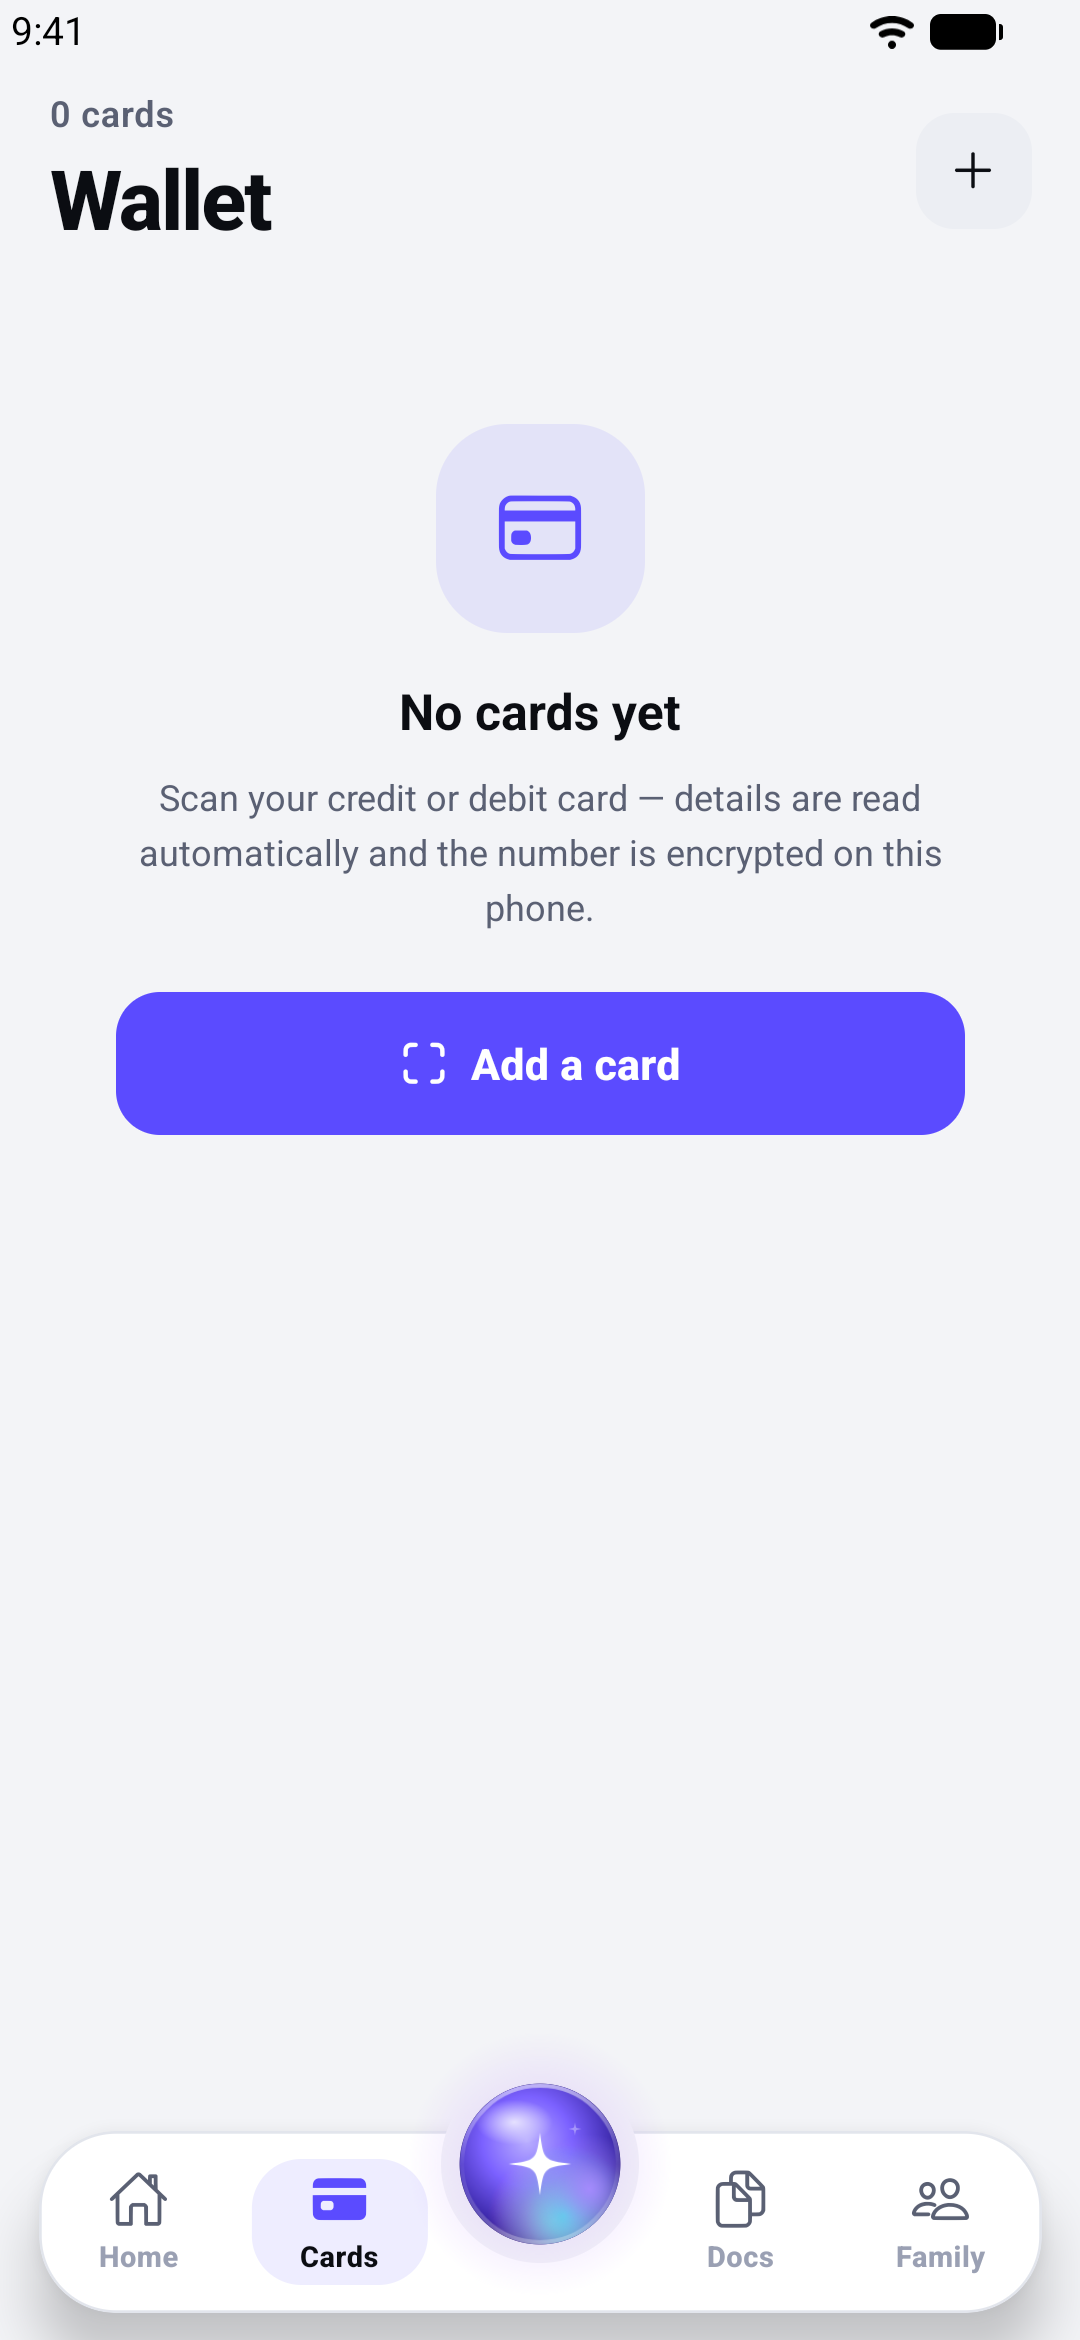 9:41
0 cards
Wallet
No cards yet
Scan your credit or debit card — details are read
automatically and the number is encrypted on this
phone.
Add a card
Home
Cards
Docs
Family